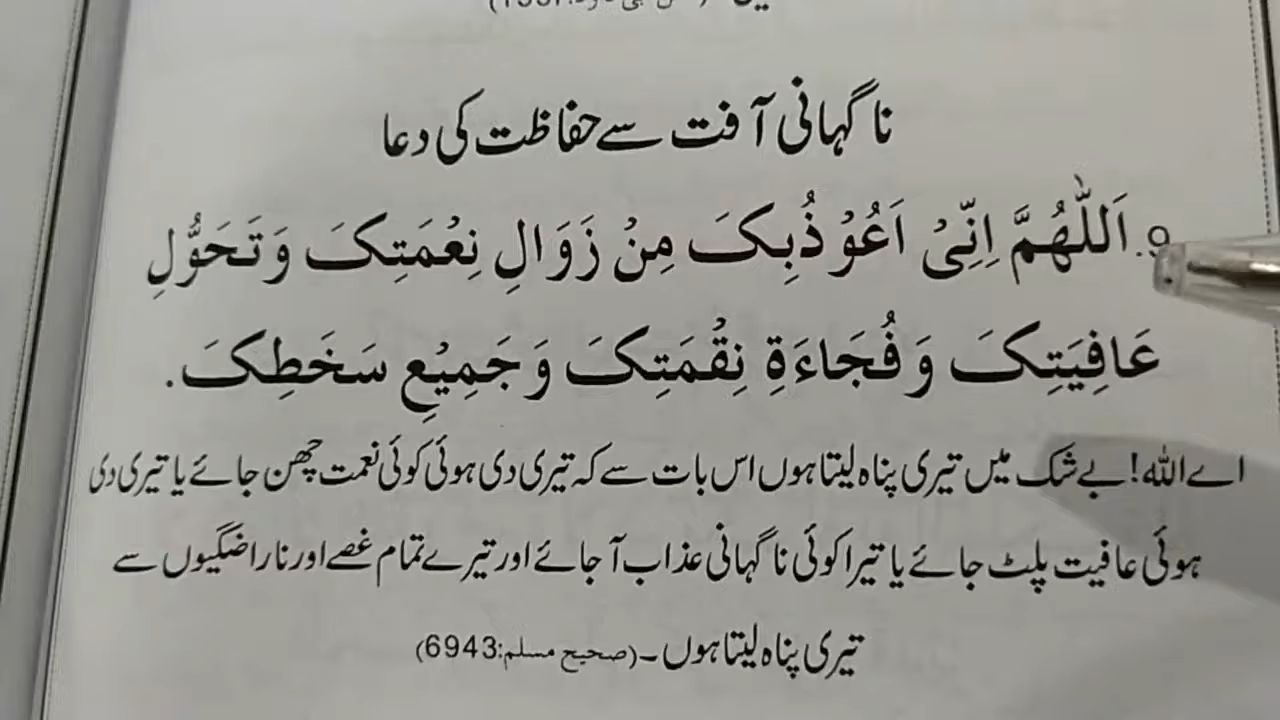 ناگہانی آفت سے حفاظت کی دعا
9. اَللّٰهُمَّ اِنِّیْ اَعُوْذُبِکَ مِنْ زَوَالِ نِعْمَتِکَ وَتَحَوُّلِ
عَافِیَتِکَ وَفُجَاءَةِ نِقْمَتِکَ وَجَمِیْعِ سَخَطِکَ.
اے اللہ! بے شک میں تیری پناہ لیتا ہوں اس بات سے کہ تیری دی ہوئی کوئی نعمت چھن جائے یا تیری دی
ہوئی عافیت پلٹ جائے یا تیرا کوئی ناگہانی عذاب آ جائے اور تیرے تمام غصے اور ناراضگیوں سے
تیری پناہ لیتا ہوں۔ (صحیح مسلم:6943)